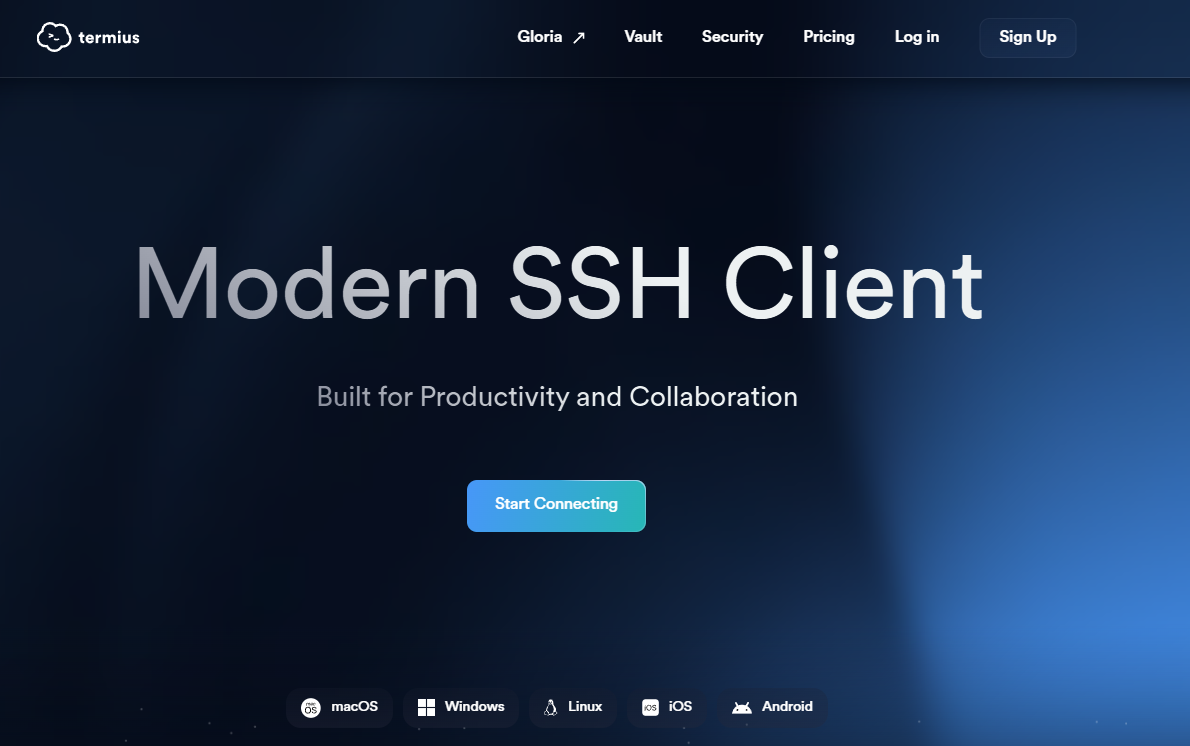 termius
Gloria ↗ Vault Security Pricing Log in Sign Up
Modern SSH Client
Built for Productivity and Collaboration
Start Connecting
mac OS macOS Windows Linux iOS iOS Android